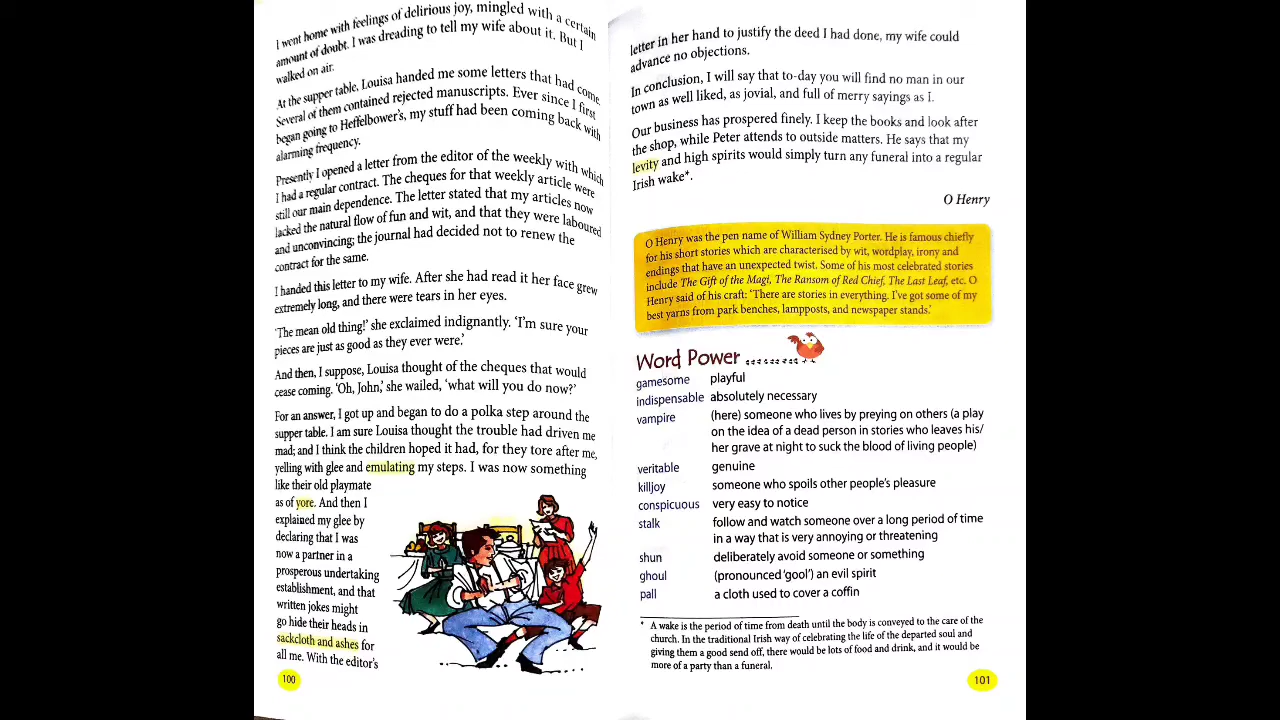 I went home with feelings of delirious joy, mingled with a certain
amount of doubt. I was dreading to tell my wife about it. But I
walked on air.
At the supper table, Louisa handed me some letters that had come.
Several of them contained rejected manuscripts. Ever since I first
began going to Heffelbower's, my stuff had been coming back with
alarming frequency.
Presently I opened a letter from the editor of the weekly with which
I had a regular contract. The cheques for that weekly article were
still our main dependence. The letter stated that my articles now
lacked the natural flow of fun and wit, and that they were laboured
and unconvincing; the journal had decided not to renew the
contract for the same.
I handed this letter to my wife. After she had read it her face grew
extremely long, and there were tears in her eyes.
'The mean old thing!' she exclaimed indignantly. 'I'm sure your
pieces are just as good as they ever were.'
And then, I suppose, Louisa thought of the cheques that would
cease coming. 'Oh, John,' she wailed, 'what will you do now?'
For an answer, I got up and began to do a polka step around the
supper table. I am sure Louisa thought the trouble had driven me
mad; and I think the children hoped it had, for they tore after me,
yelling with glee and emulating my steps. I was now something
like their old playmate
as of yore. And then I
explained my glee by
declaring that I was
now a partner in a
prosperous undertaking
establishment, and that
written jokes might
go hide their heads in
sackcloth and ashes for
all me. With the editor's
100
letter in her hand to justify the deed I had done, my wife could
advance no objections.
In conclusion, I will say that to-day you will find no man in our
town as well liked, as jovial, and full of merry sayings as I.
Our business has prospered finely. I keep the books and look after
the shop, while Peter attends to outside matters. He says that my
levity and high spirits would simply turn any funeral into a regular
Irish wake*.
O Henry
O Henry was the pen name of William Sydney Porter. He is famous chiefly
for his short stories which are characterised by wit, wordplay, irony and
endings that have an unexpected twist. Some of his most celebrated stories
include The Gift of the Magi, The Ransom of Red Chief, The Last Leaf, etc. O
Henry said of his craft: 'There are stories in everything. I've got some of my
best yarns from park benches, lampposts, and newspaper stands.'
Word Power
gamesome playful
indispensable absolutely necessary
vampire (here) someone who lives by preying on others (a play
on the idea of a dead person in stories who leaves his/
her grave at night to suck the blood of living people)
veritable genuine
killjoy someone who spoils other people's pleasure
conspicuous very easy to notice
stalk follow and watch someone over a long period of time
in a way that is very annoying or threatening
shun deliberately avoid someone or something
ghoul (pronounced 'gool') an evil spirit
pall a cloth used to cover a coffin
* A wake is the period of time from death until the body is conveyed to the care of the
church. In the traditional Irish way of celebrating the life of the departed soul and
giving them a good send off, there would be lots of food and drink, and it would be
more of a party than a funeral.
101